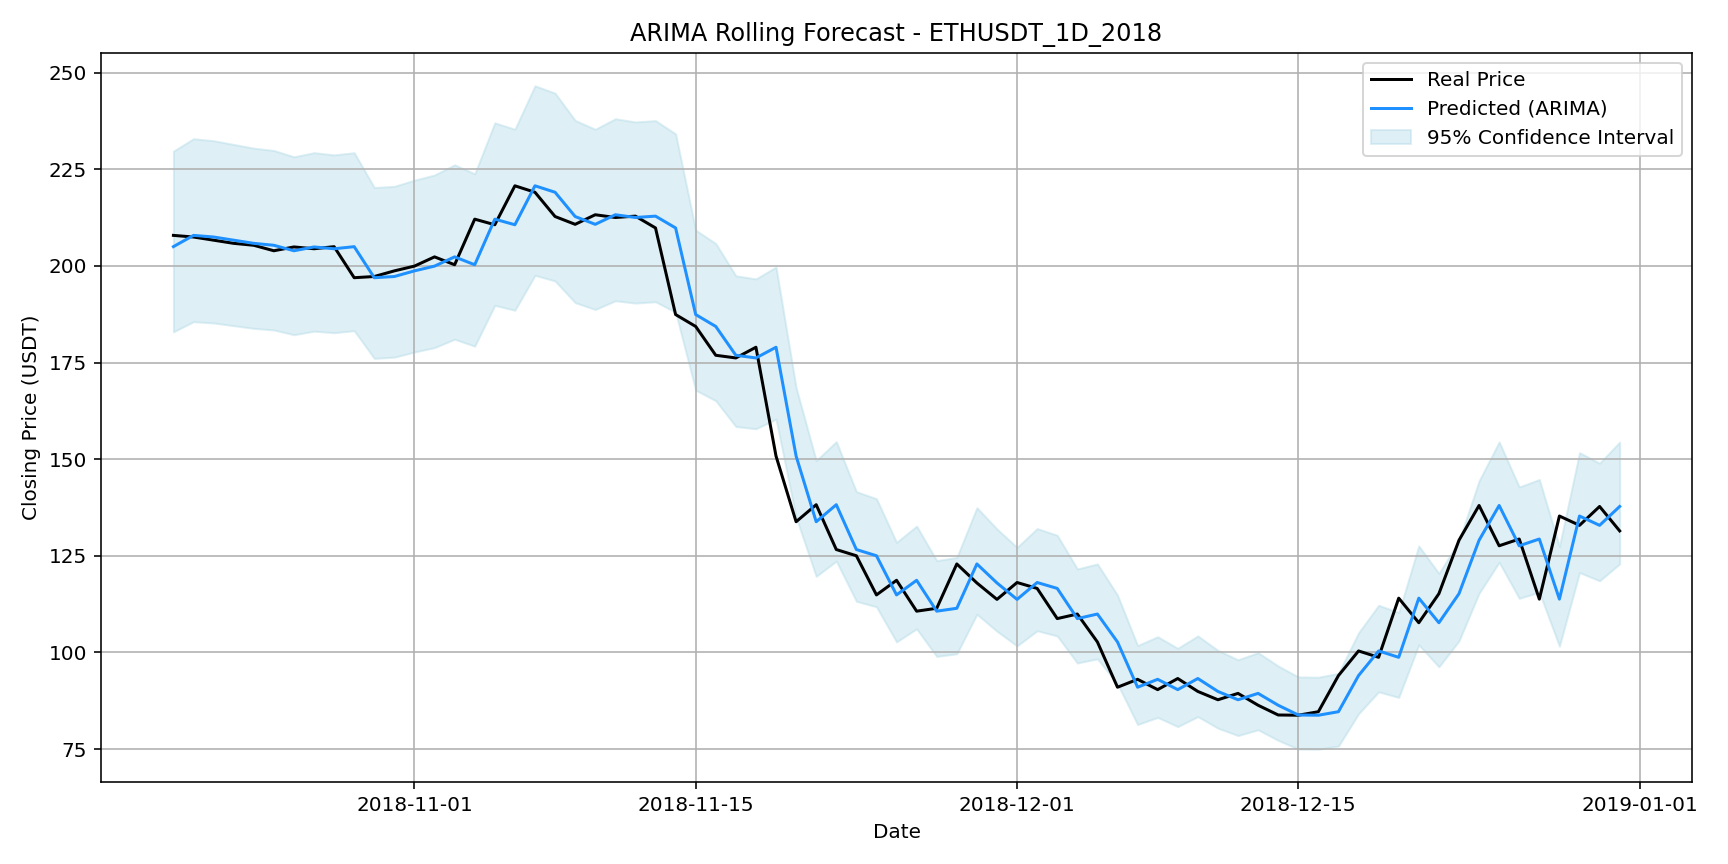 ARIMA Rolling Forecast - ETHUSDT_1D_2018
Real Price
Predicted (ARIMA)
95% Confidence Interval
Closing Price (USDT)
250
225
200
175
150
125
100
75
2018-11-01
2018-11-15
2018-12-01
2018-12-15
2019-01-01
Date